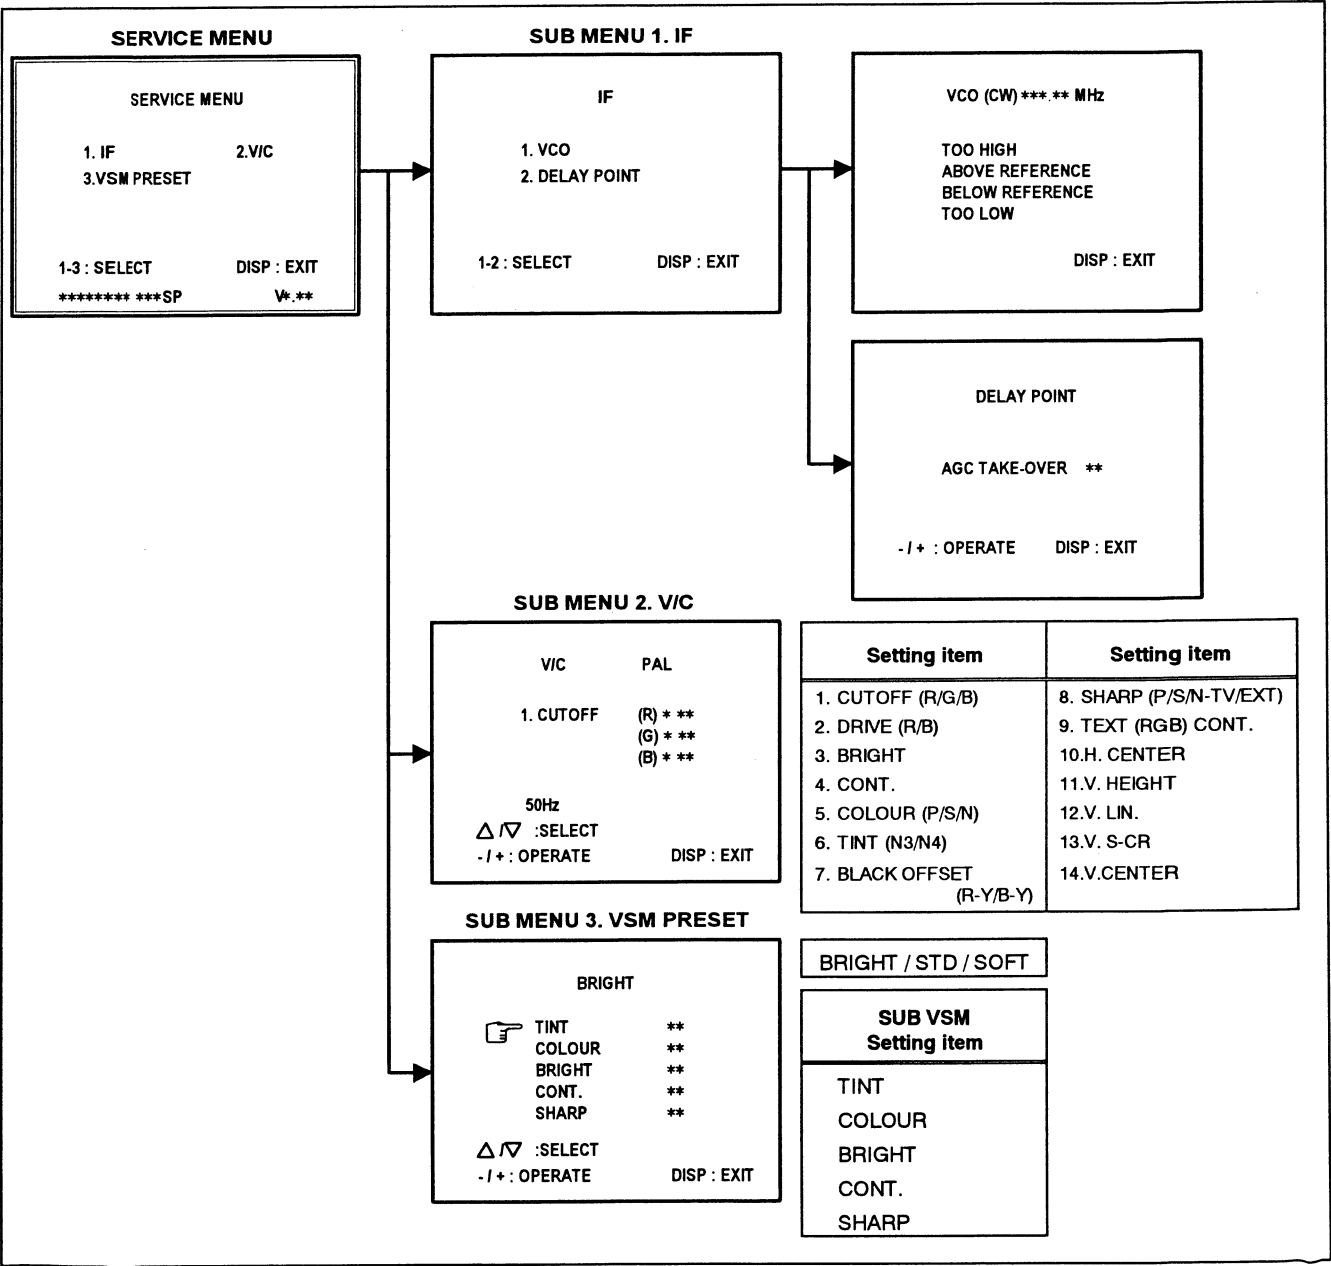 SERVICE MENU
SERVICE MENU
1. IF 2.V/C
3.VSM PRESET
1-3 : SELECT DISP : EXIT
******** ***SP V*.**
SUB MENU 1. IF
IF
1. VCO
2. DELAY POINT
1-2 : SELECT DISP : EXIT
VCO (CW) ***.** MHz
TOO HIGH
ABOVE REFERENCE
BELOW REFERENCE
TOO LOW
DISP : EXIT
DELAY POINT
AGC TAKE-OVER **
- / + : OPERATE DISP : EXIT
SUB MENU 2. V/C
V/C PAL
1. CUTOFF (R) * **
(G) * **
(B) * **
50Hz
△ /▽ :SELECT
- / + : OPERATE DISP : EXIT
Setting item
1. CUTOFF (R/G/B)
2. DRIVE (R/B)
3. BRIGHT
4. CONT.
5. COLOUR (P/S/N)
6. TINT (N3/N4)
7. BLACK OFFSET
(R-Y/B-Y)
Setting item
8. SHARP (P/S/N-TV/EXT)
9. TEXT (RGB) CONT.
10.H. CENTER
11.V. HEIGHT
12.V. LIN.
13.V. S-CR
14.V.CENTER
SUB MENU 3. VSM PRESET
BRIGHT
TINT **
COLOUR **
BRIGHT **
CONT. **
SHARP **
△ /▽ :SELECT
- / + : OPERATE DISP : EXIT
BRIGHT / STD / SOFT
SUB VSM
Setting item
TINT
COLOUR
BRIGHT
CONT.
SHARP